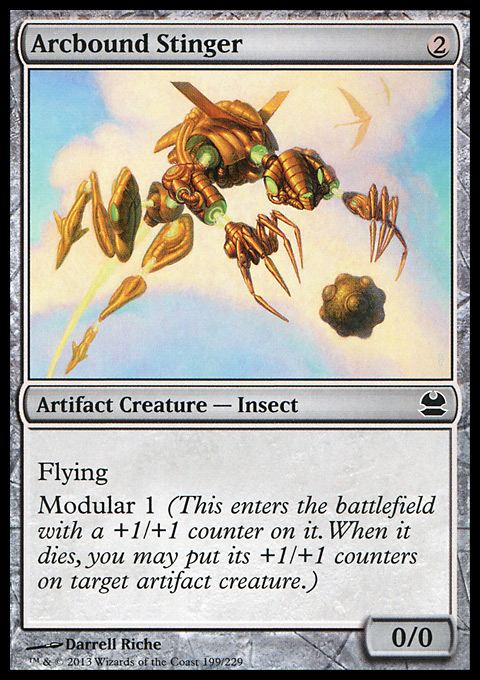 Arcbound Stinger 2
Artifact Creature — Insect
Flying
Modular 1 (This enters the battlefield
with a +1/+1 counter on it. When it
dies, you may put its +1/+1 counters
on target artifact creature.)
Darrell Riche
0/0
™ & © 2013 Wizards of the Coast 199/229